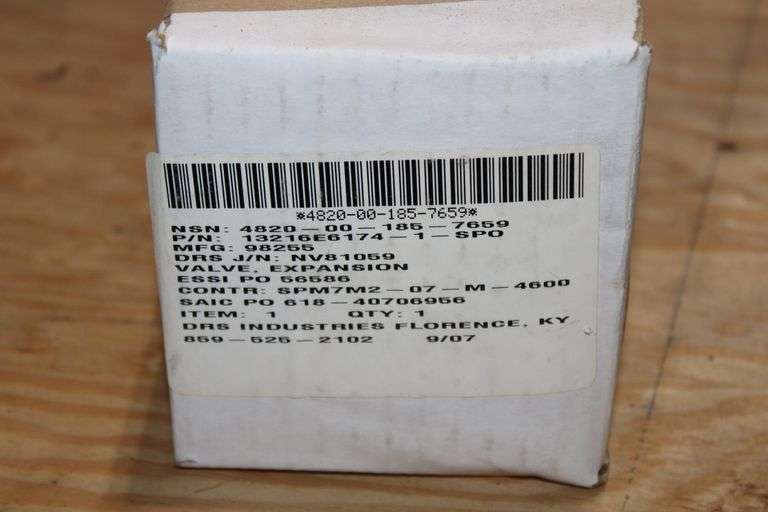 *4820-00-185-7659*
NSN: 4820-00-185-7659
P/N: 13216E6174-1-SPO
MFG: 98255
DRS J/N: NV81059
VALVE, EXPANSION
ESSI PO 56586
CONTR: SPM7M2-07-M-4600
SAIC PO 618-40706956
ITEM: 1 QTY: 1
DRS INDUSTRIES FLORENCE, KY
859-525-2102 9/07